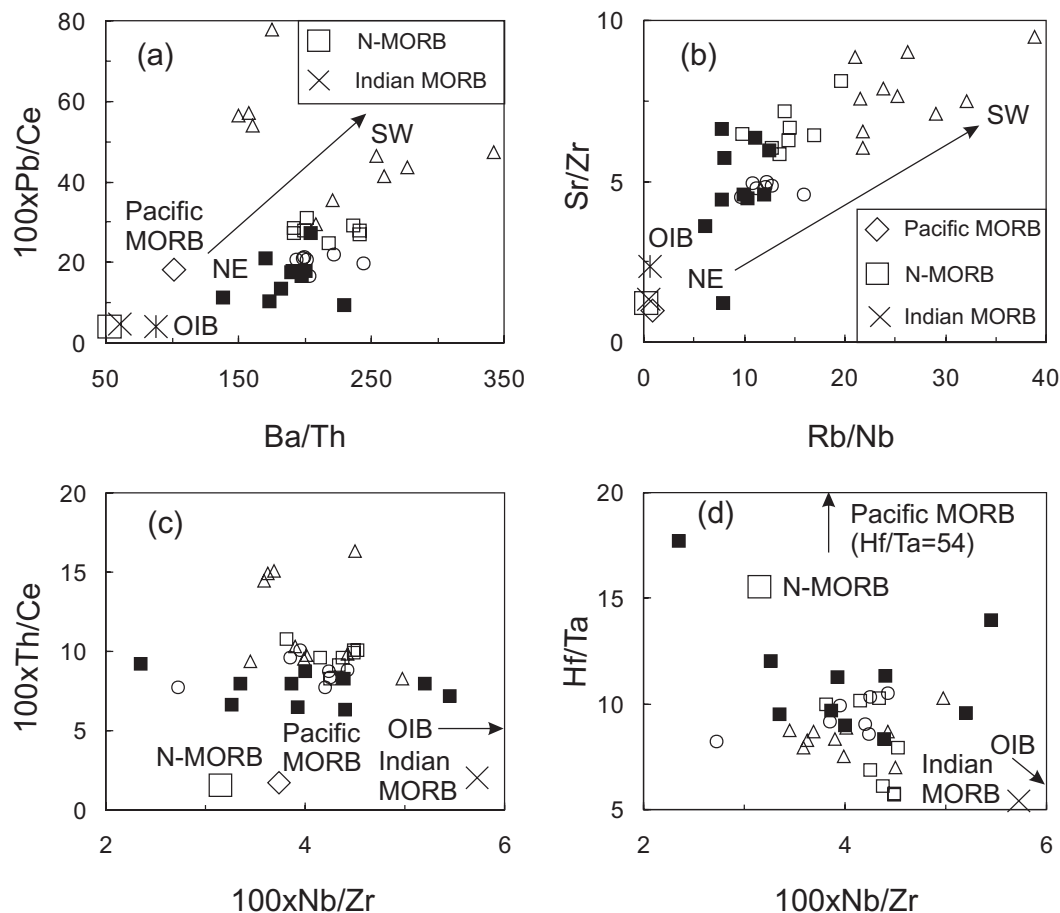 (a)
N-MORB
Indian MORB
SW
Pacific
MORB
NE
OIB
80
60
40
20
0
50
150
250
350
100xPb/Ce
Ba/Th
(b)
SW
OIB
NE
Pacific MORB
N-MORB
Indian MORB
10
5
0
0
10
20
30
40
Sr/Zr
Rb/Nb
(c)
N-MORB
Pacific
MORB
OIB
Indian
MORB
20
15
10
5
0
2
4
6
100xTh/Ce
100xNb/Zr
(d)
Pacific MORB
(Hf/Ta=54)
N-MORB
OIB
Indian
MORB
20
15
10
5
2
4
6
Hf/Ta
100xNb/Zr